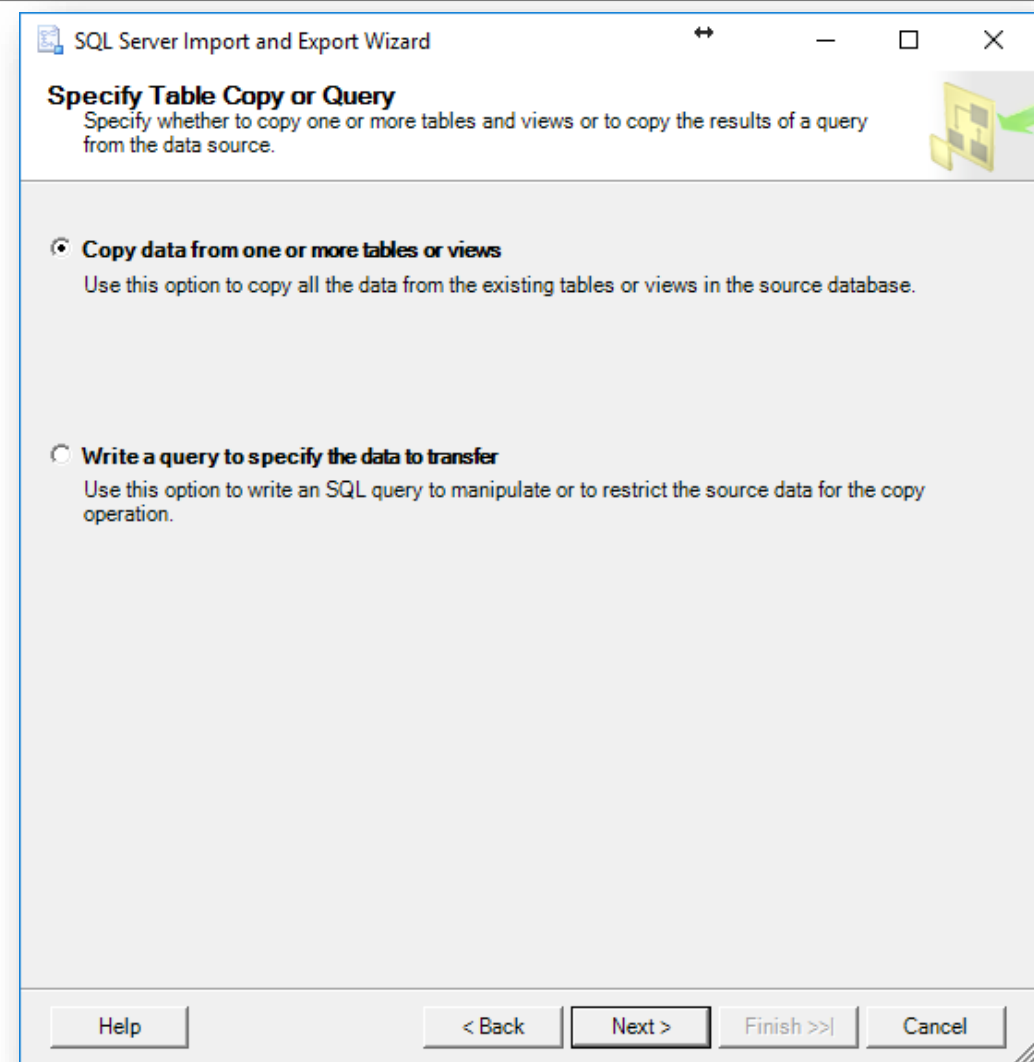 SQL Server Import and Export Wizard
Specify Table Copy or Query
Specify whether to copy one or more tables and views or to copy the results of a query
from the data source.
Copy data from one or more tables or views
Use this option to copy all the data from the existing tables or views in the source database.
Write a query to specify the data to transfer
Use this option to write an SQL query to manipulate or to restrict the source data for the copy
operation.
Help
< Back
Next >
Finish >>|
Cancel